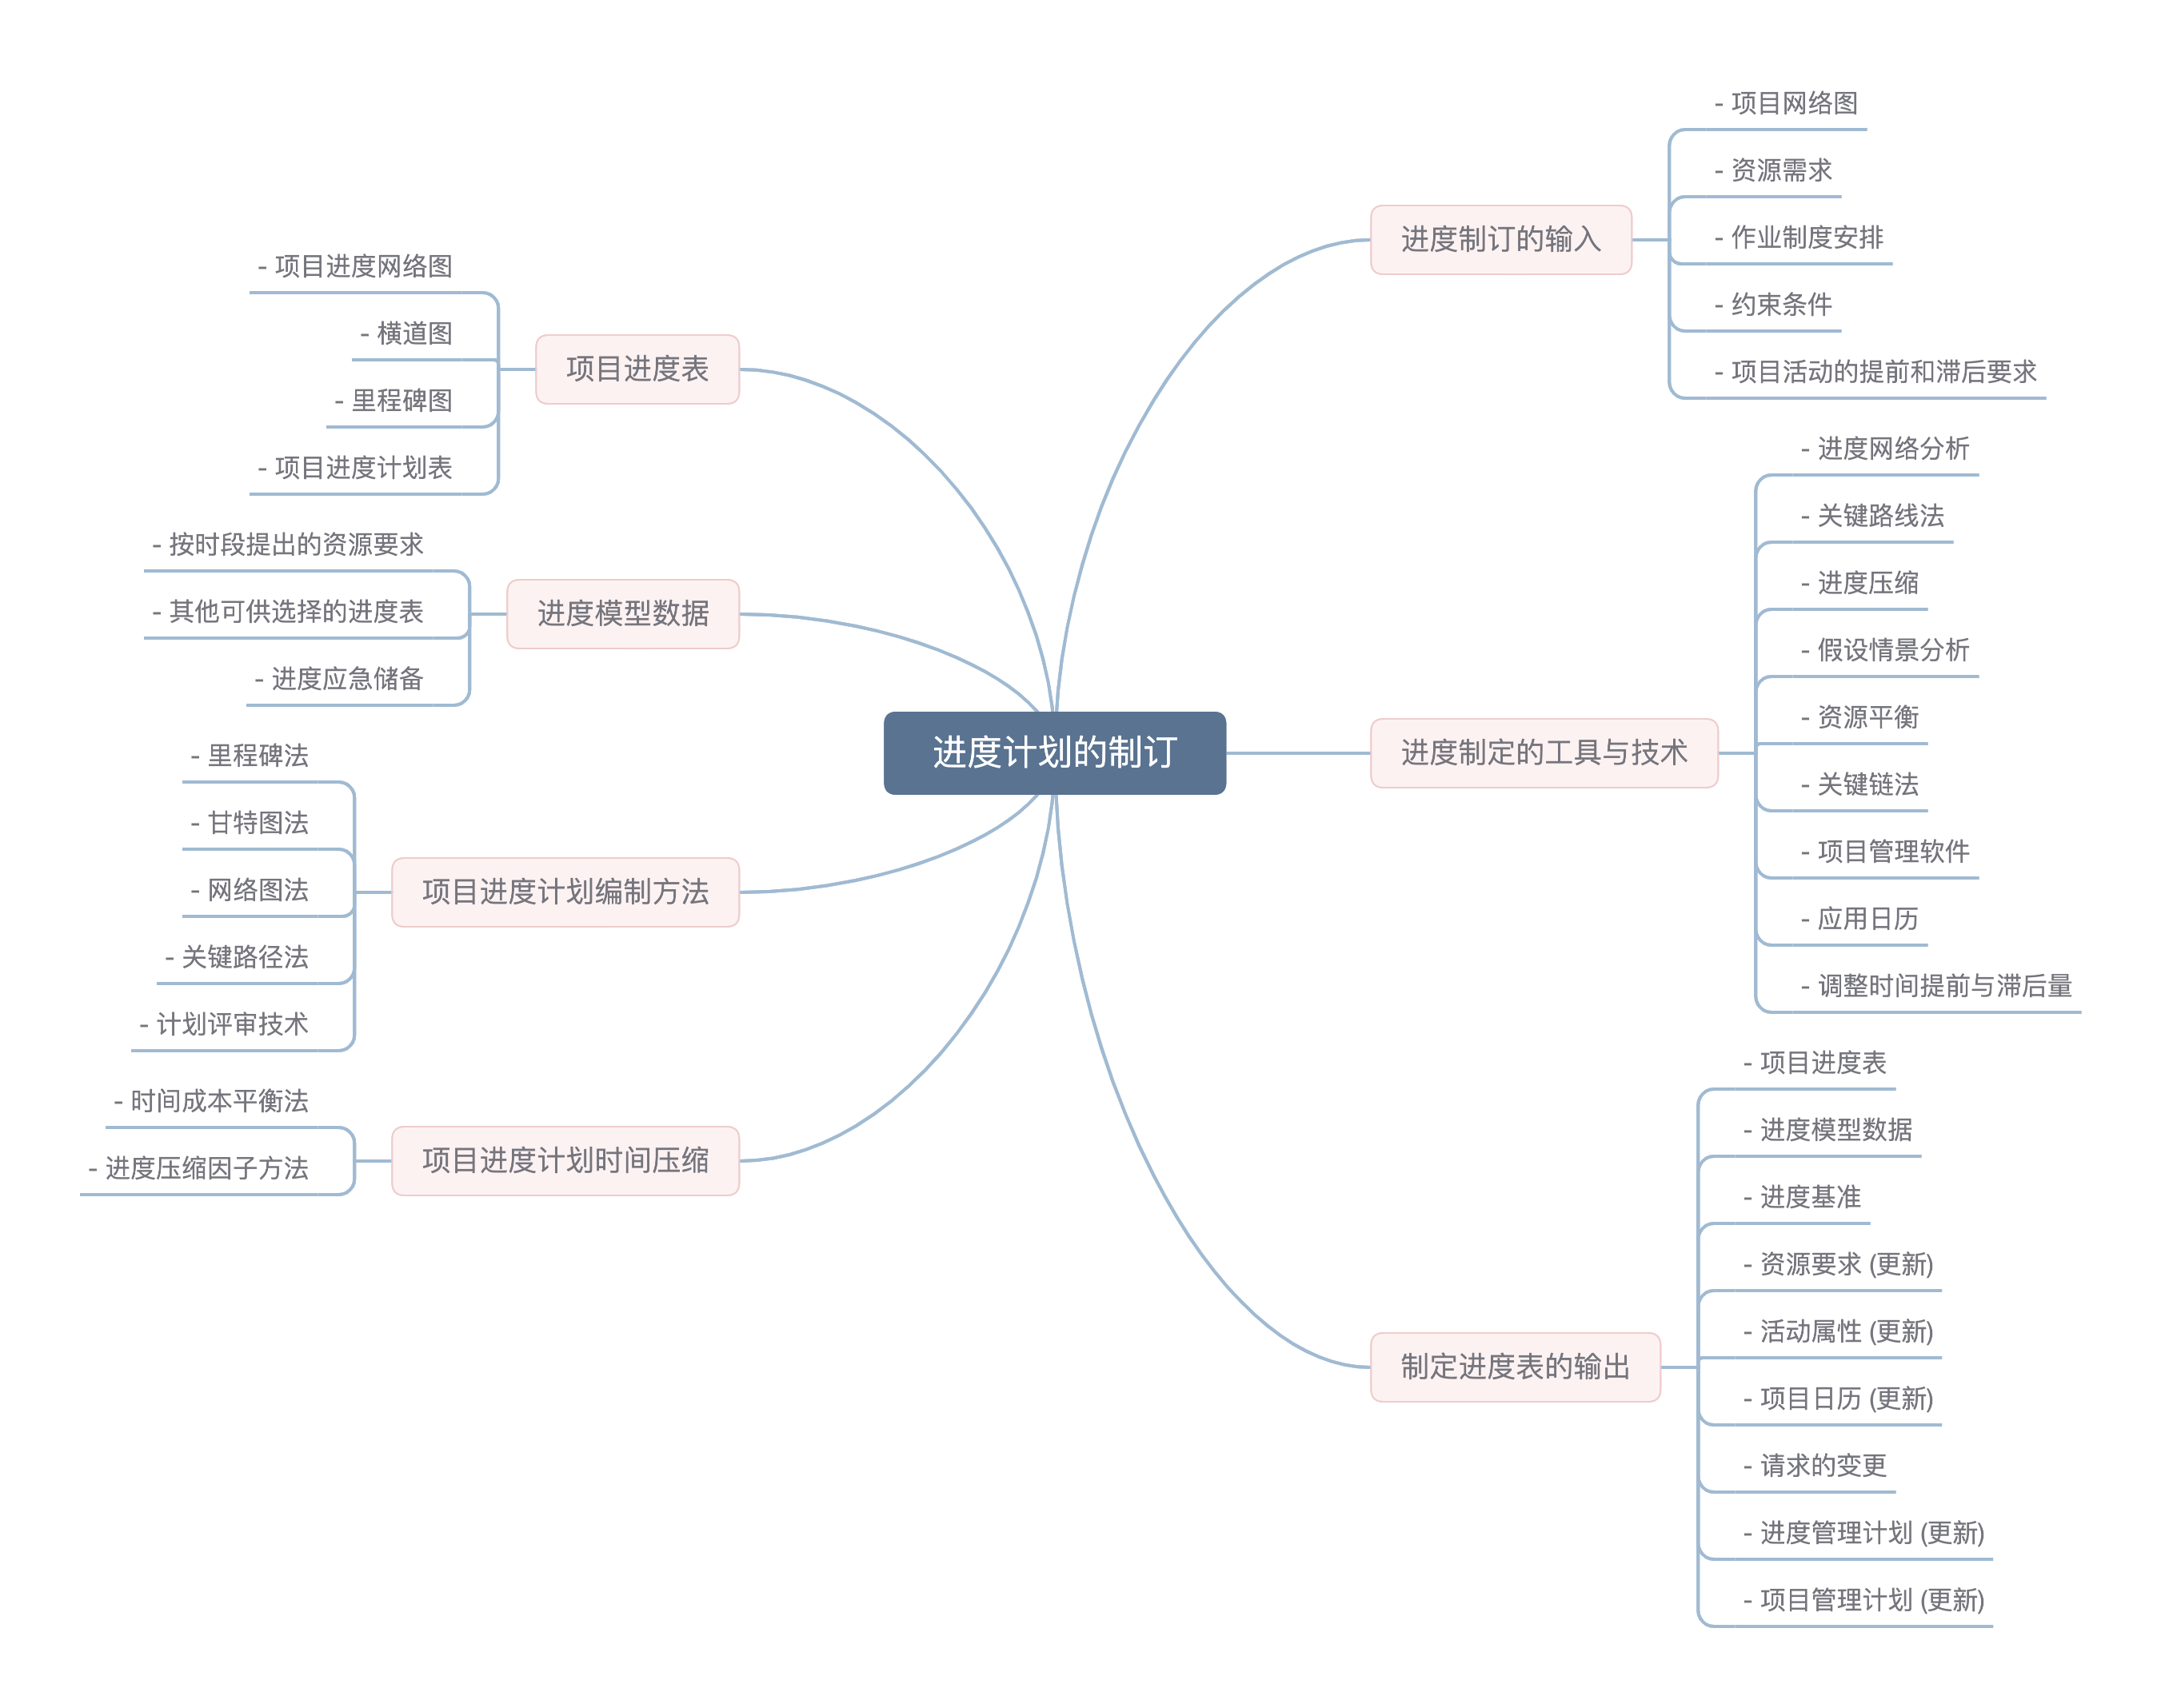 进度计划的制订
进度制订的输入
- 项目网络图
- 资源需求
- 作业制度安排
- 约束条件
- 项目活动的提前和滞后要求
进度制定的工具与技术
- 进度网络分析
- 关键路线法
- 进度压缩
- 假设情景分析
- 资源平衡
- 关键链法
- 项目管理软件
- 应用日历
- 调整时间提前与滞后量
制定进度表的输出
- 项目进度表
- 进度模型数据
- 进度基准
- 资源要求 (更新)
- 活动属性 (更新)
- 项目日历 (更新)
- 请求的变更
- 进度管理计划 (更新)
- 项目管理计划 (更新)
项目进度表
- 项目进度网络图
- 横道图
- 里程碑图
- 项目进度计划表
进度模型数据
- 按时段提出的资源要求
- 其他可供选择的进度表
- 进度应急储备
项目进度计划编制方法
- 里程碑法
- 甘特图法
- 网络图法
- 关键路径法
- 计划评审技术
项目进度计划时间压缩
- 时间成本平衡法
- 进度压缩因子方法